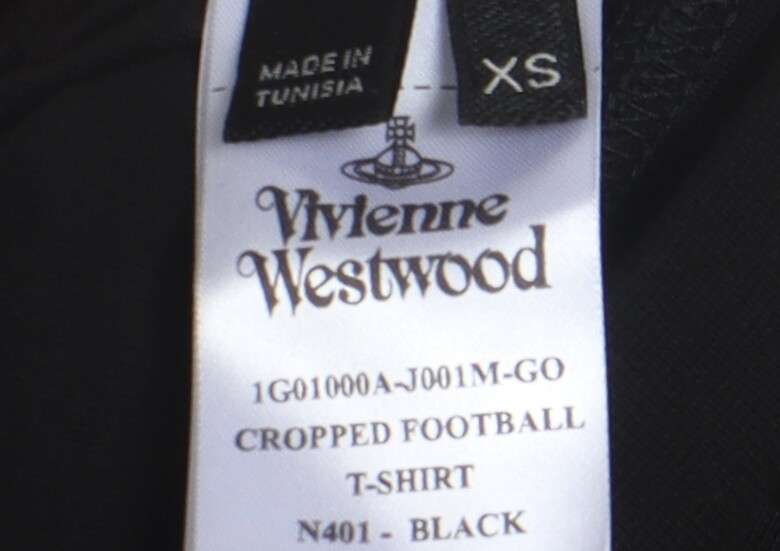 MADE IN
TUNISIA
XS
Vivienne
Westwood
1G01000A-J001M-GO
CROPPED FOOTBALL
T-SHIRT
N401 - BLACK